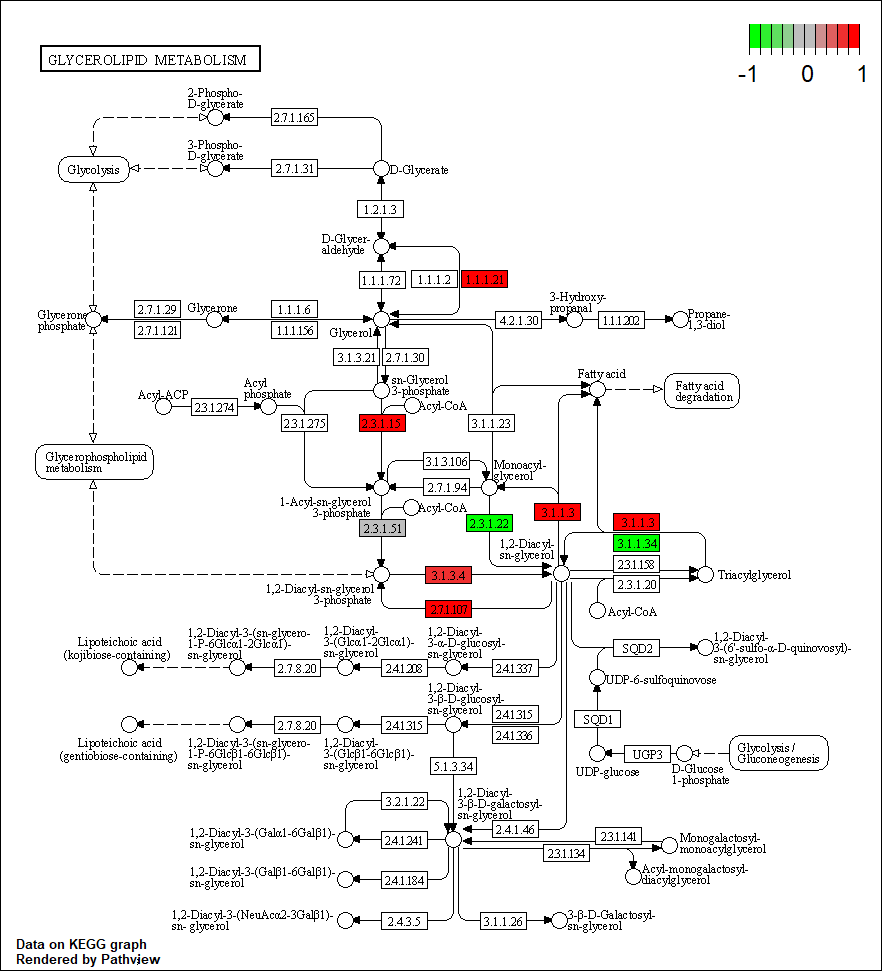 -1 0 1
GLYCEROLIPID METABOLISM
2-Phospho-
D-glycerate
2.7.1.165
3-Phospho-
D-glycerate
Glycolysis
2.7.1.31
D-Glycerate
1.2.1.3
D-Glycer-
aldehyde
1.1.1.72
1.1.1.2
1.1.1.21
Glycerone
phosphate
2.7.1.29
2.7.1.121
Glycerone
1.1.1.6
1.1.1.156
Glycerol
4.2.1.30
3-Hydroxy-
propanal
1.1.1202
Propane-
1,3-diol
3.1.3.21
2.7.1.30
sn-Glycerol
3-phosphate
Acyl-ACP
2.3.1.274
Acyl
phosphate
2.3.1.275
2.3.1.15
Acyl-CoA
3.1.1.23
Fatty acid
Fatty acid
degradation
Glycerophospholipid
metabolism
3.1.3.106
2.7.1.94
Monoacyl-
glycerol
1-Acyl-sn-glycerol
3-phosphate
Acyl-CoA
2.3.1.51
2.3.1.22
3.1.1.3
3.1.1.3
3.1.1.34
1,2-Diacyl-
sn-glycerol
2.3.1.158
2.3.1.20
Triacylglycerol
Acyl-CoA
3.1.3.4
1,2-Diacyl-sn-glycerol
3-phosphate
2.7.1.107
Lipoteichoic acid
(kojibiose-containing)
1,2-Diacyl-3-(sn-glycero-
1-P-6Glcα1-2Glcα1)-
sn-glycerol
2.7.8.20
1,2-Diacyl-
3-(Glcα1-2Glcα1)-
sn-glycerol
2.4.1.208
1,2-Diacyl-
3-α-D-glucosyl-
sn-glycerol
2.4.1.337
SQD2
1,2-Diacyl-
3-(6'-sulfo-α-D-quinovosyl)-
sn-glycerol
UDP-6-sulfoquinovose
Lipoteichoic acid
(gentiobiose-containing)
1,2-Diacyl-3-(sn-glycero-
1-P-6Glcβ1-6Glcβ1)-
sn-glycerol
2.7.8.20
1,2-Diacyl-
3-(Glcβ1-6Glcβ1)-
sn-glycerol
2.4.1.315
1,2-Diacyl-
3-β-D-glucosyl-
sn-glycerol
2.4.1.315
2.4.1.336
SQD1
UDP-glucose
UGP3
D-Glucose
1-phosphate
Glycolysis /
Gluconeogenesis
5.1.3.34
1,2-Diacyl-
3-β-D-galactosyl-
sn-glycerol
3.2.1.22
2.4.1.46
1,2-Diacyl-3-(Galα1-6Galβ1)-
sn-glycerol
2.4.1.241
2.3.1.141
2.3.1.134
Monogalactosyl-
monoacylglycerol
Acyl-monogalactosyl-
diacylglycerol
1,2-Diacyl-3-(Galβ1-6Galβ1)-
sn-glycerol
2.4.1.184
1,2-Diacyl-3-(NeuAcα2-3Galβ1)-
sn- glycerol
2.4.3.5
3.1.1.26
3-β-D-Galactosyl-
sn-glycerol
Data on KEGG graph
Rendered by Pathview